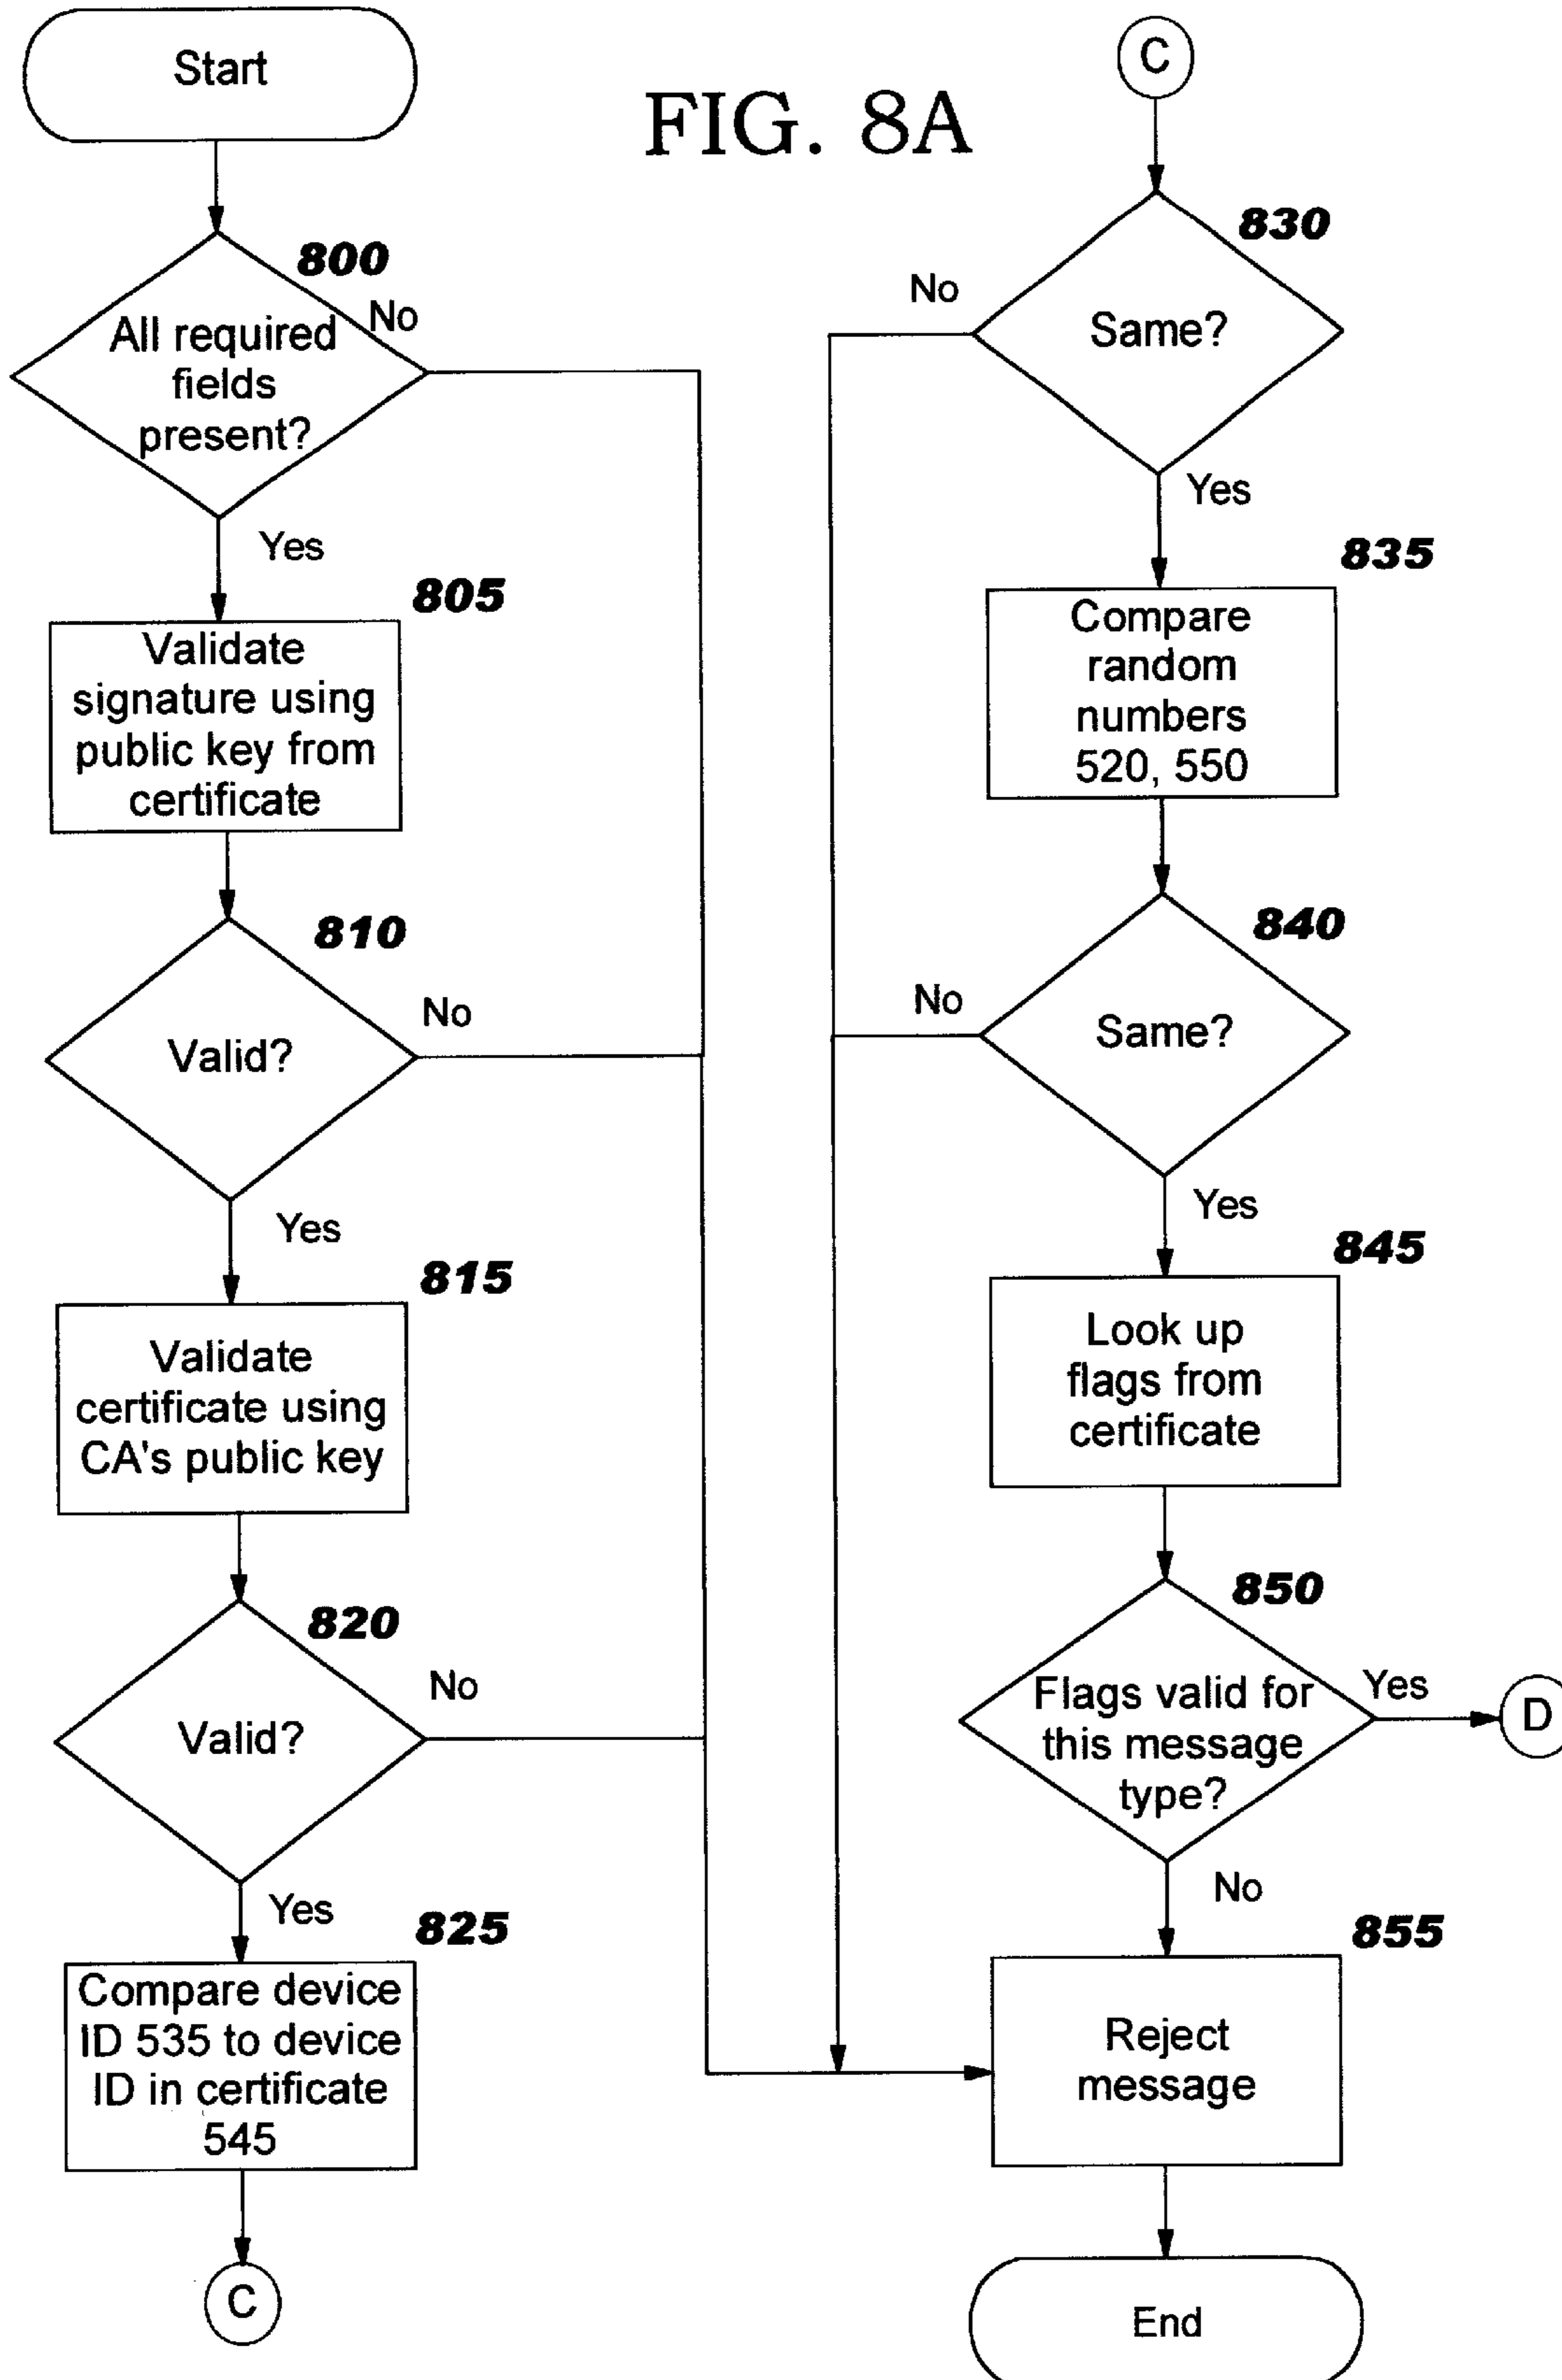 FIG. 8A
Start
800
All required
fields
present?
No
Yes
805
Validate
signature using
public key from
certificate
810
Valid?
No
Yes
815
Validate
certificate using
CA's public key
820
Valid?
No
Yes
825
Compare device
ID 535 to device
ID in certificate
545
C
C
830
Same?
No
Yes
835
Compare
random
numbers
520, 550
840
Same?
No
Yes
845
Look up
flags from
certificate
850
Flags valid for
this message
type?
Yes
D
No
855
Reject
message
End